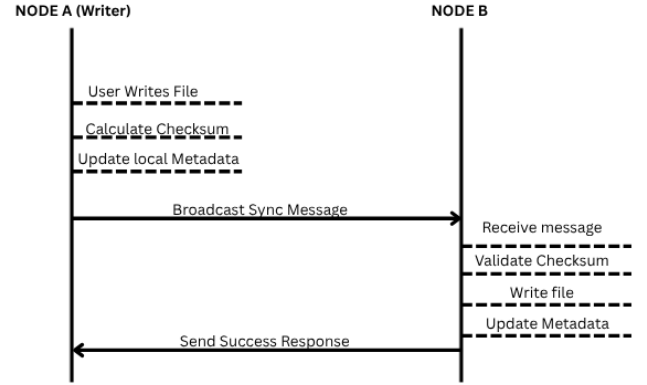 NODE A (Writer)
NODE B
User Writes File
Calculate Checksum
Update local Metadata
Broadcast Sync Message
Receive message
Validate Checksum
Write file
Update Metadata
Send Success Response